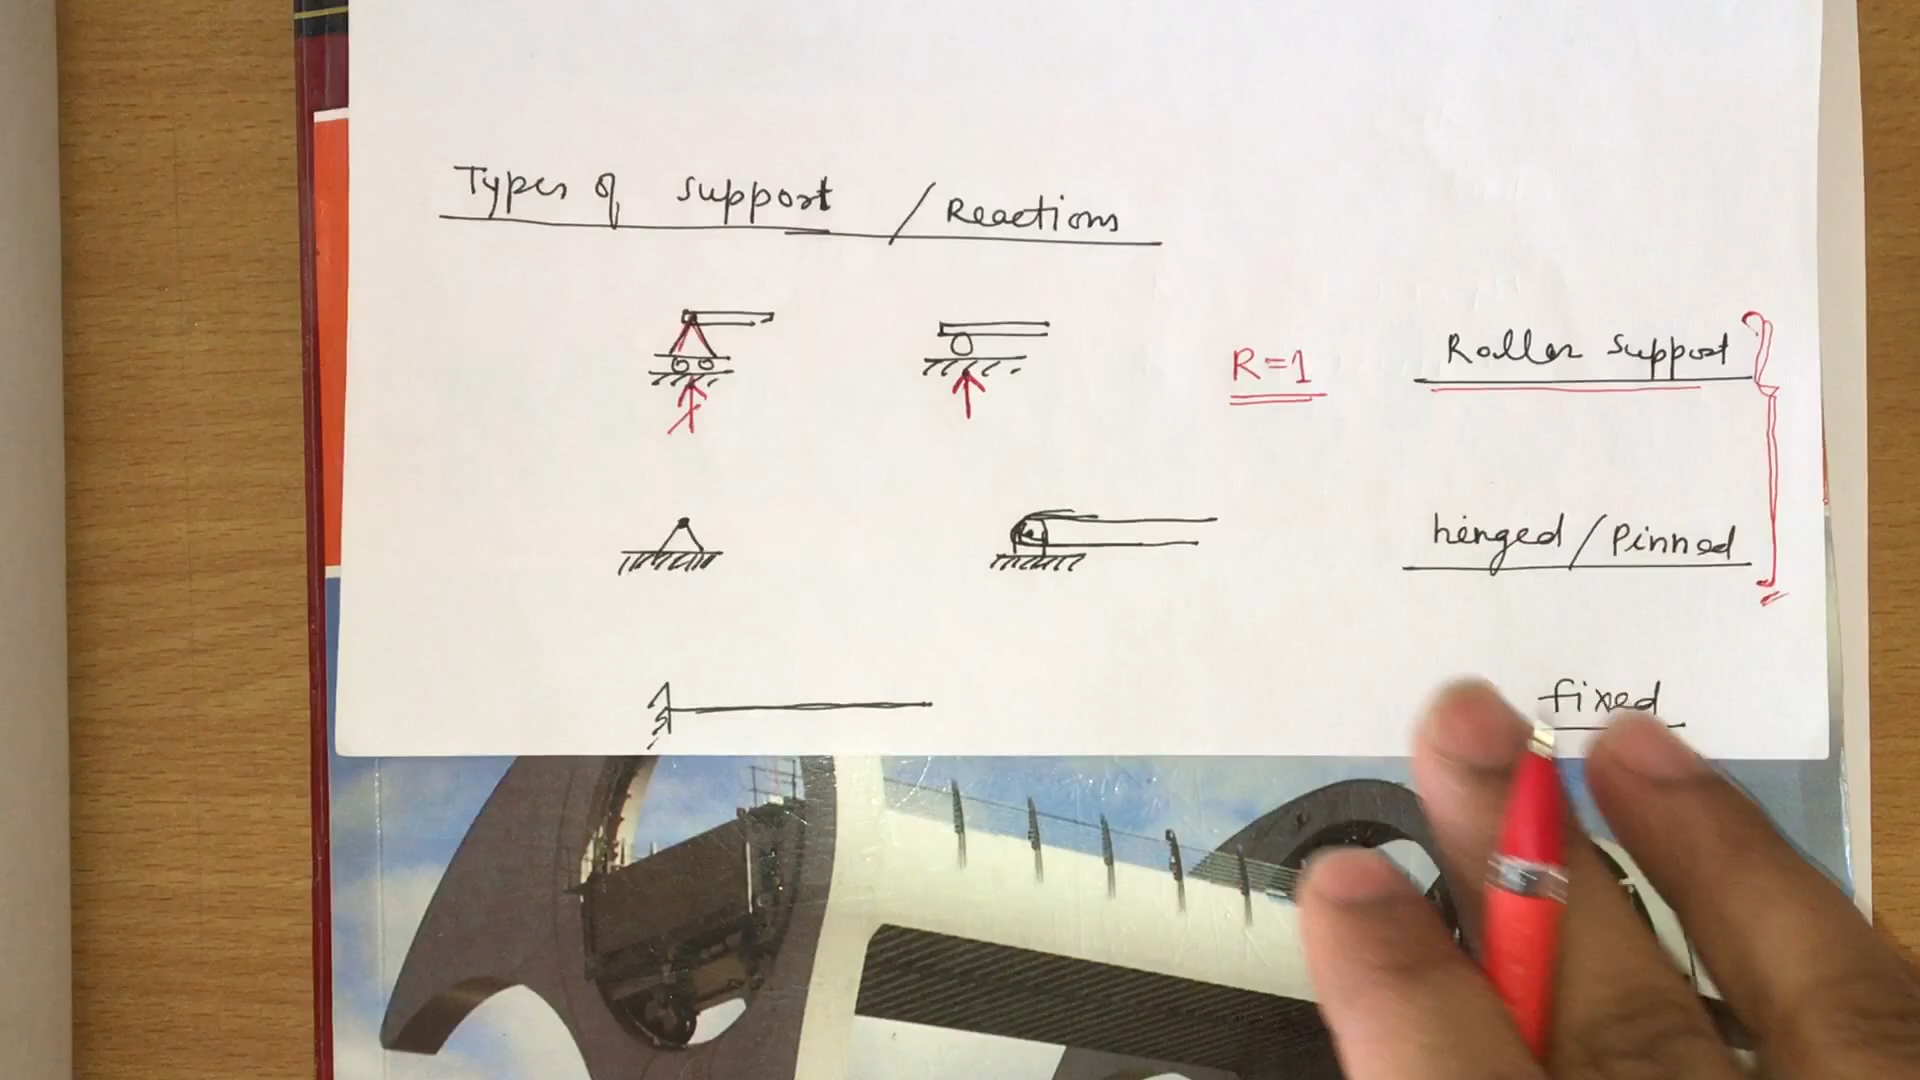 Types of support / Reactions
R=1
Roller support
hinged / Pinned
fixed